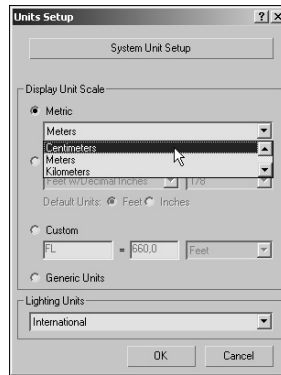 Units Setup ? ×
System Unit Setup
Display Unit Scale
Metric
Meters
Centimeters
Meters
Kilometers
Feet w/Decimal Inches 1/8
Default Units: Feet Inches
Custom
FL = 660,0 Feet
Generic Units
Lighting Units
International
OK Cancel